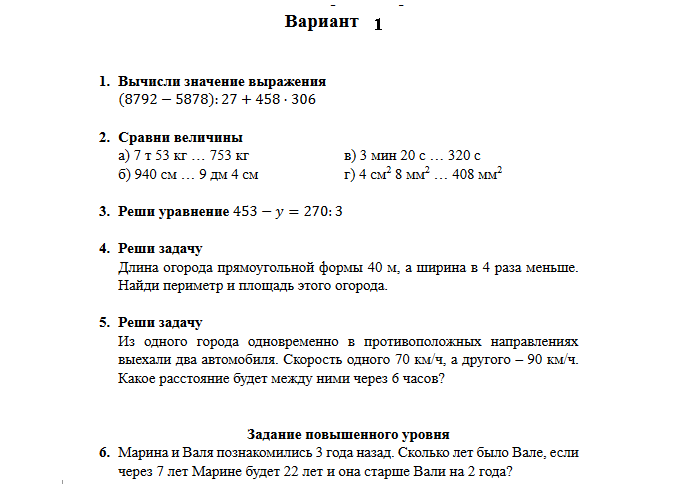 Вариант 1
1. Вычисли значение выражения
(8792 − 5878): 27 + 458 · 306
2. Сравни величины
а) 7 т 53 кг … 753 кг в) 3 мин 20 с … 320 с
б) 940 см … 9 дм 4 см г) 4 см² 8 мм² … 408 мм²
3. Реши уравнение 453 − y = 270: 3
4. Реши задачу
Длина огорода прямоугольной формы 40 м, а ширина в 4 раза меньше.
Найди периметр и площадь этого огорода.
5. Реши задачу
Из одного города одновременно в противоположных направлениях
выехали два автомобиля. Скорость одного 70 км/ч, а другого – 90 км/ч.
Какое расстояние будет между ними через 6 часов?
Задание повышенного уровня
6. Марина и Валя познакомились 3 года назад. Сколько лет было Вале, если
через 7 лет Марине будет 22 лет и она старше Вали на 2 года?